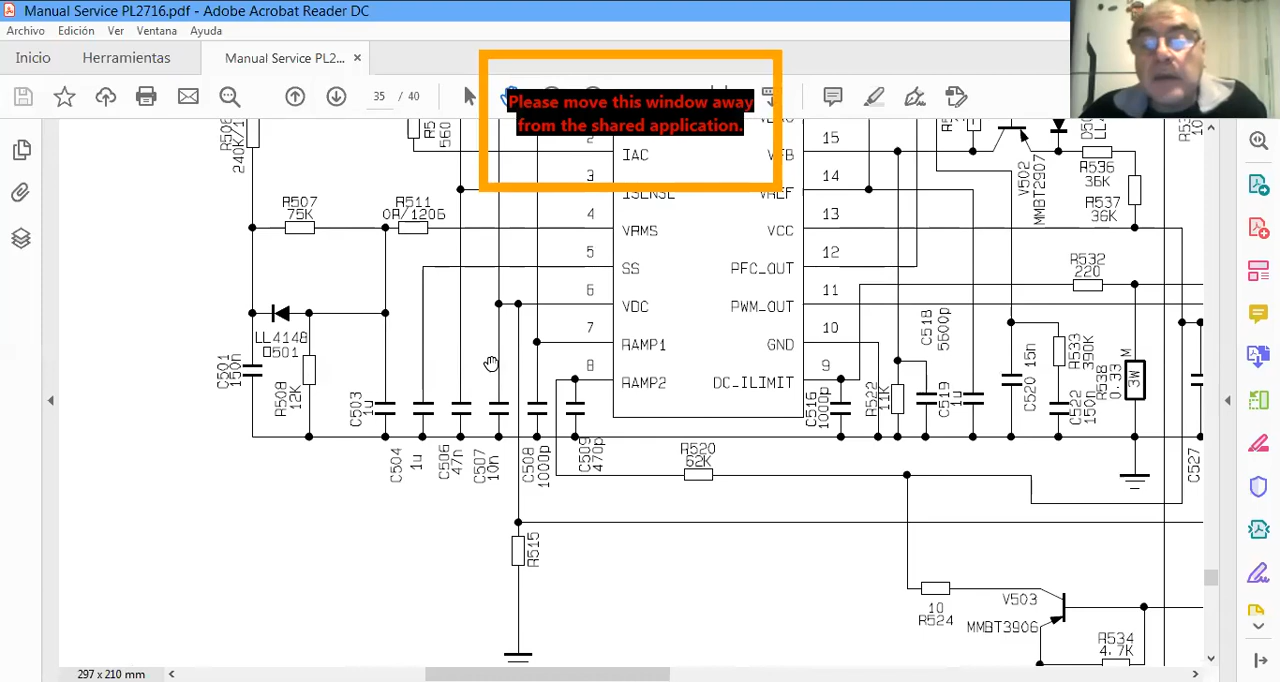 Manual Service PL2716.pdf - Adobe Acrobat Reader DC
Archivo Edición Ver Ventana Ayuda
Inicio Herramientas Manual Service PL2... ×
35 / 40
Please move this window away
from the shared application.
240K/1
560
2
IAC
15
VFB
V502
MMBT2907
R536
36K
R537
36K
3
ISENSE
14
VREF
R507
75K
R511
0R/1206
4
VRMS
13
VCC
5
SS
12
PFC_OUT
R532
220
6
VDC
11
PWM_OUT
LL4148
D501
C501
150n
R508
12K
7
RAMP1
10
GND
C518
5600p
8
RAMP2
9
DC-ILIMIT
C516
1000p
R522
11K
C519
1u
C520 15n
R533
390K
C522
150n
R538
0.33
M
3W
C503
1u
C504
1u
C506
47n
C507
10n
C508
1000p
C509
470p
C527
R520
62K
R515
10
R524
V503
MMBT3906
R534
4.7K
297 x 210 mm